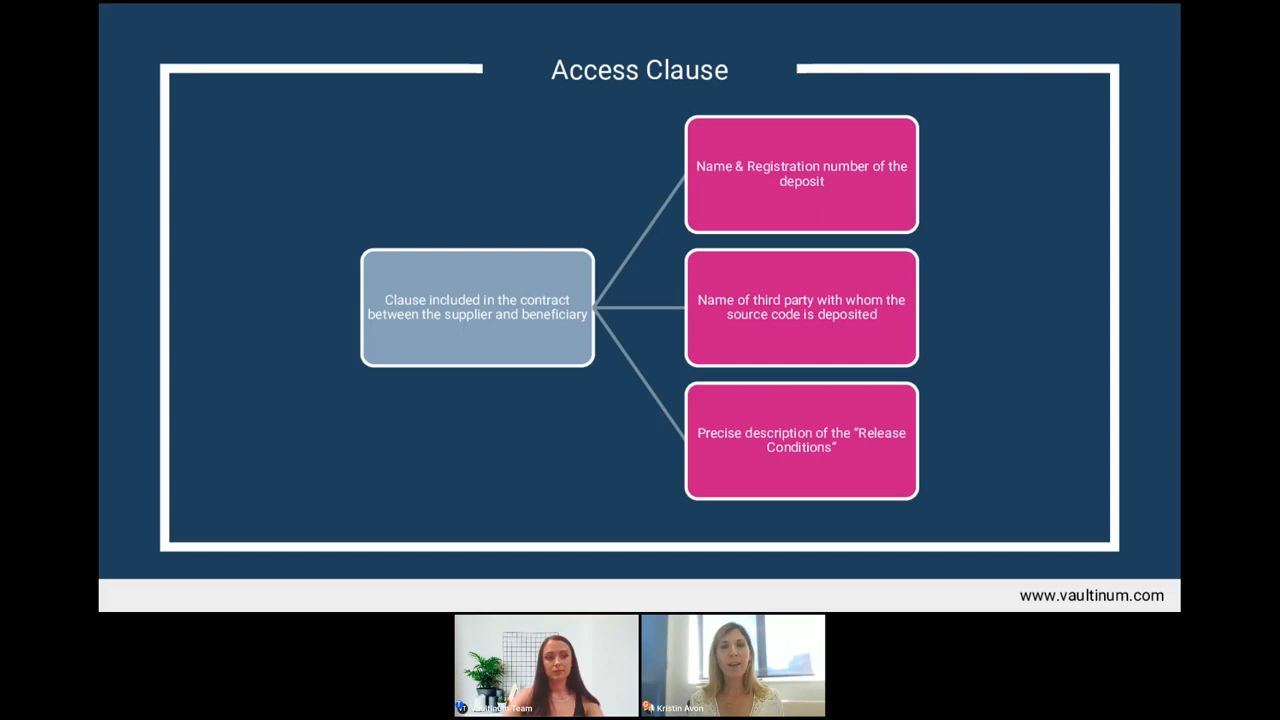 Access Clause
Name & Registration number of the
deposit
Clause included in the contract
between the supplier and beneficiary
Name of third party with whom the
source code is deposited
Precise description of the “Release
Conditions”
www.vaultinum.com
VT
Vaultinum Team
Kristin Avon